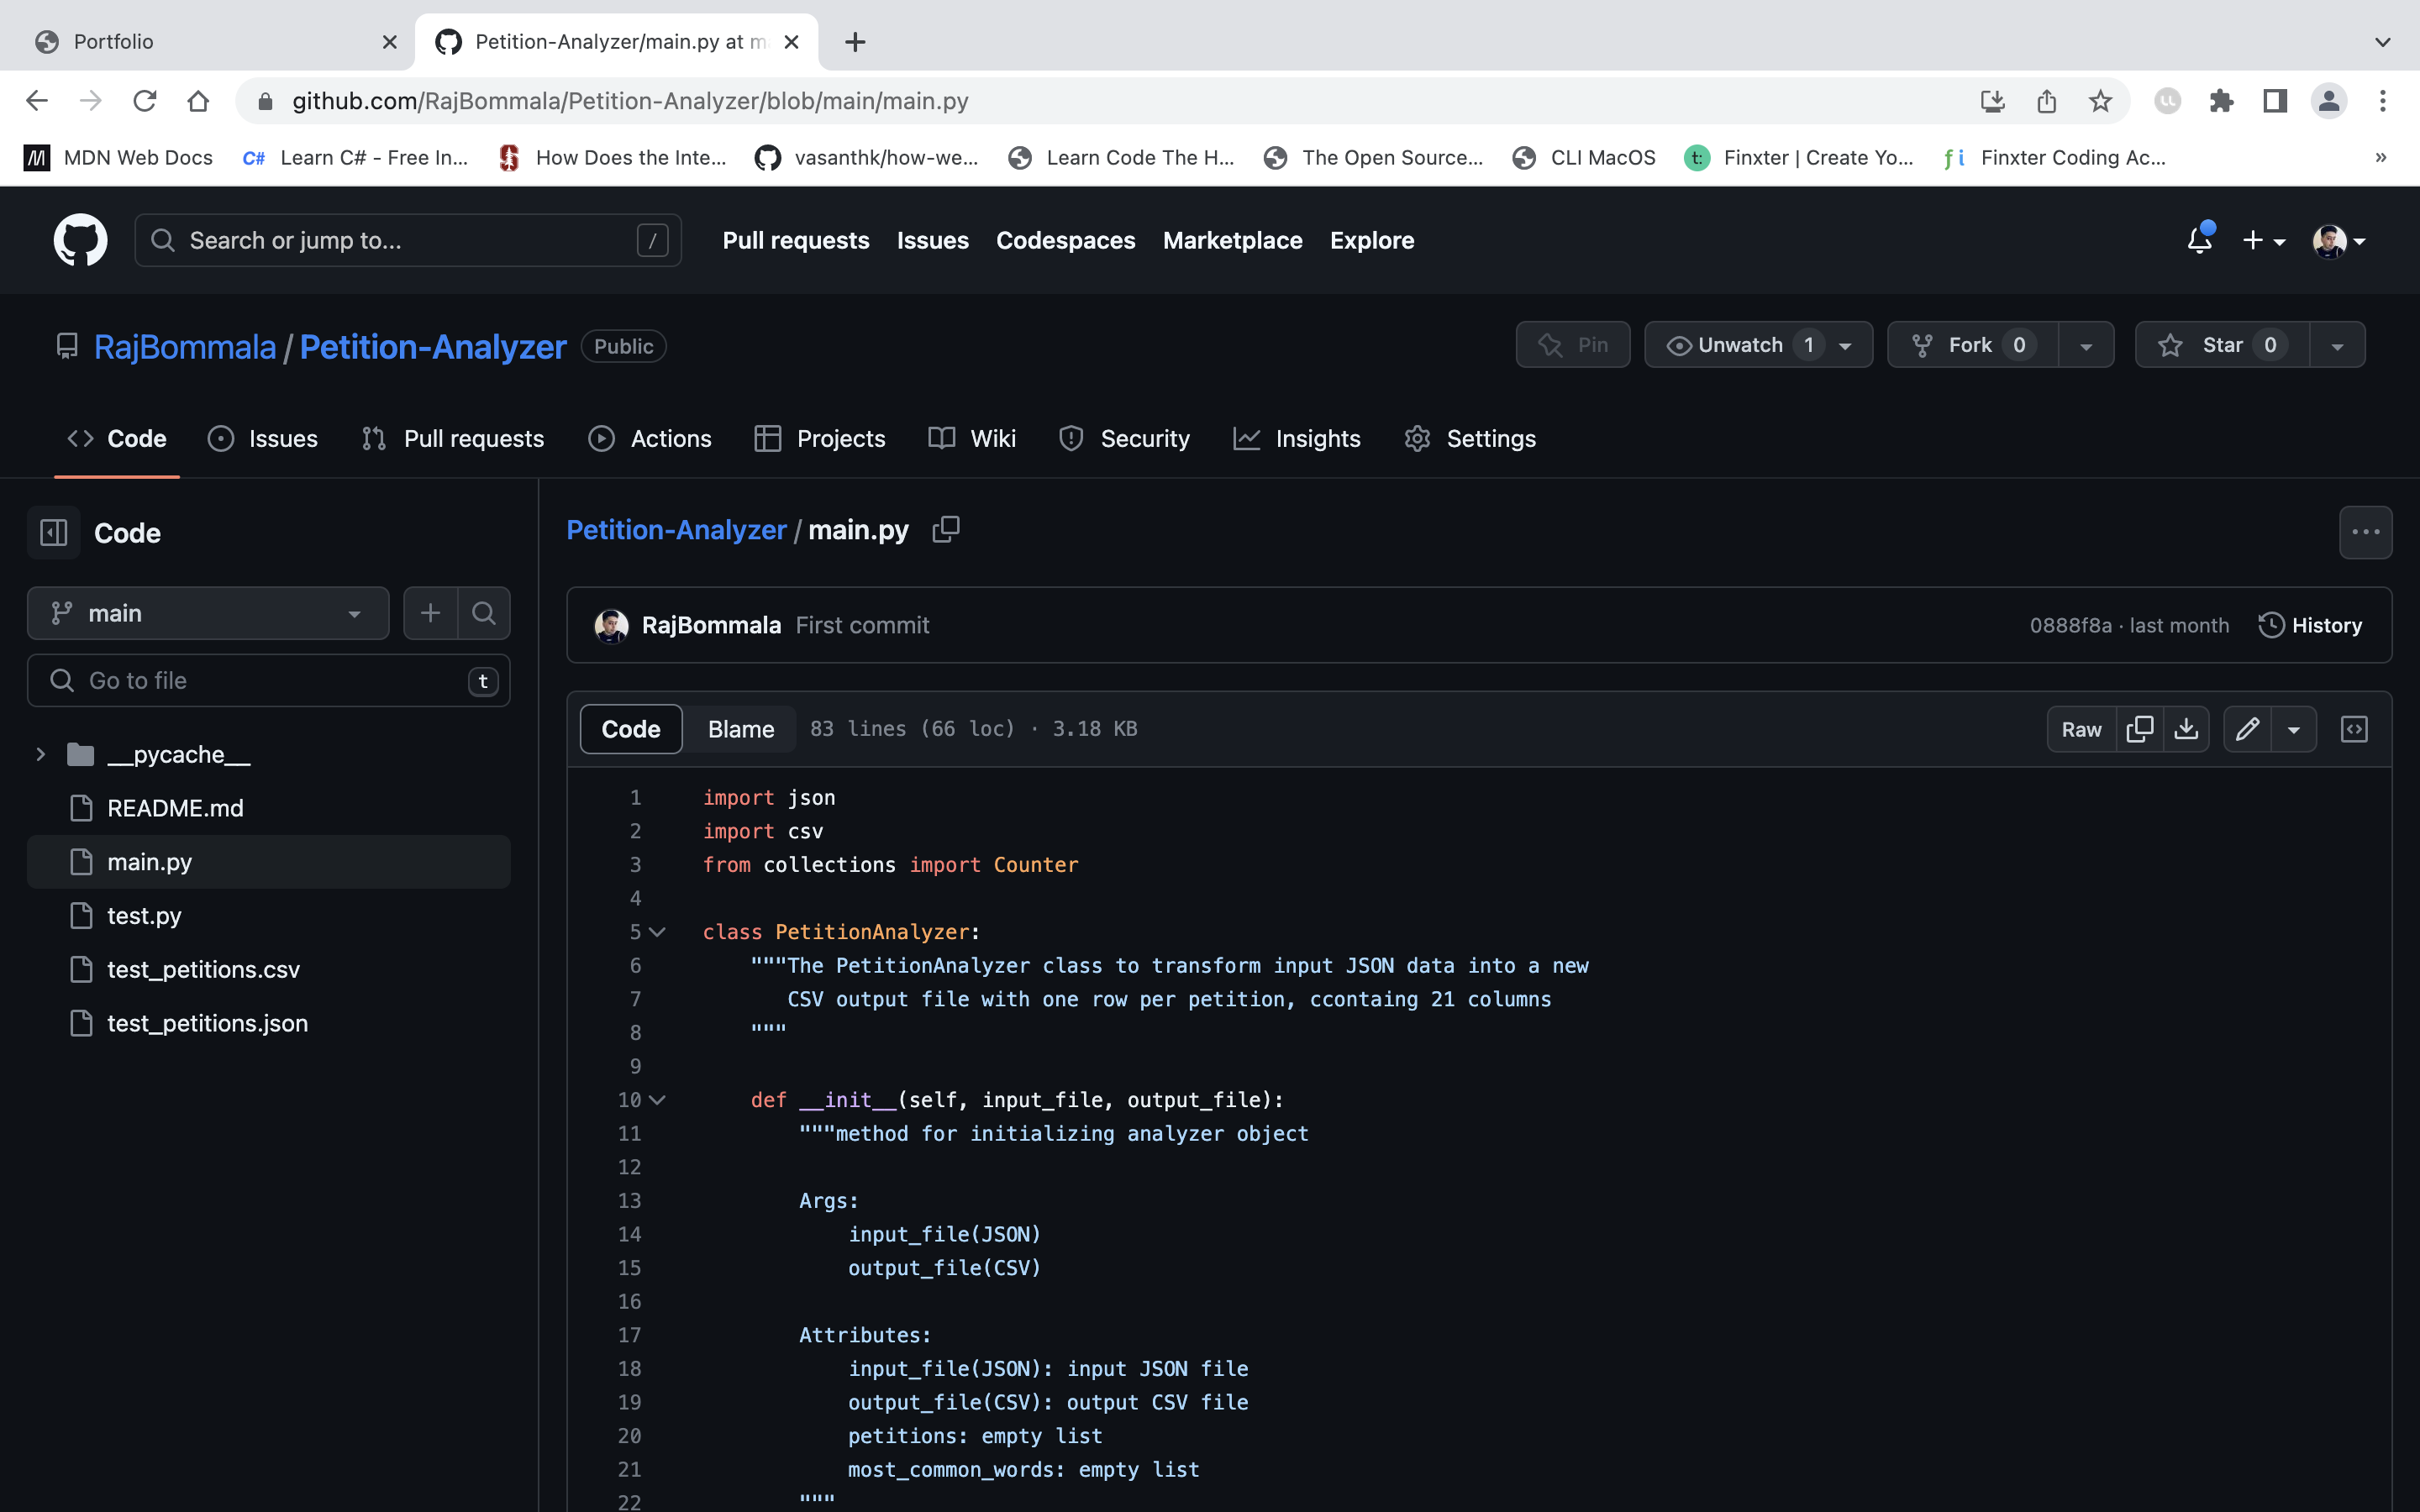 Portfolio
Petition-Analyzer/main.py at m
github.com/RajBommala/Petition-Analyzer/blob/main/main.py
MDN Web Docs
C# Learn C# - Free In...
How Does the Inte...
vasanthk/how-we...
Learn Code The H...
The Open Source...
CLI MacOS
t: Finxter | Create Yo...
fi Finxter Coding Ac...
»
Search or jump to... /
Pull requests
Issues
Codespaces
Marketplace
Explore
RajBommala / Petition-Analyzer Public
Pin
Unwatch 1
Fork 0
Star 0
Code
Issues
Pull requests
Actions
Projects
Wiki
Security
Insights
Settings
Code
main
Go to file t
__pycache__
README.md
main.py
test.py
test_petitions.csv
test_petitions.json
Petition-Analyzer / main.py
RajBommala First commit
0888f8a · last month
History
Code
Blame
83 lines (66 loc) · 3.18 KB
Raw
1 import json
2 import csv
3 from collections import Counter
4
5 class PetitionAnalyzer:
6 """The PetitionAnalyzer class to transform input JSON data into a new
7 CSV output file with one row per petition, ccontaing 21 columns
8 """
9
10 def __init__(self, input_file, output_file):
11 """method for initializing analyzer object
12
13 Args:
14 input_file(JSON)
15 output_file(CSV)
16
17 Attributes:
18 input_file(JSON): input JSON file
19 output_file(CSV): output CSV file
20 petitions: empty list
21 most_common_words: empty list
22 """